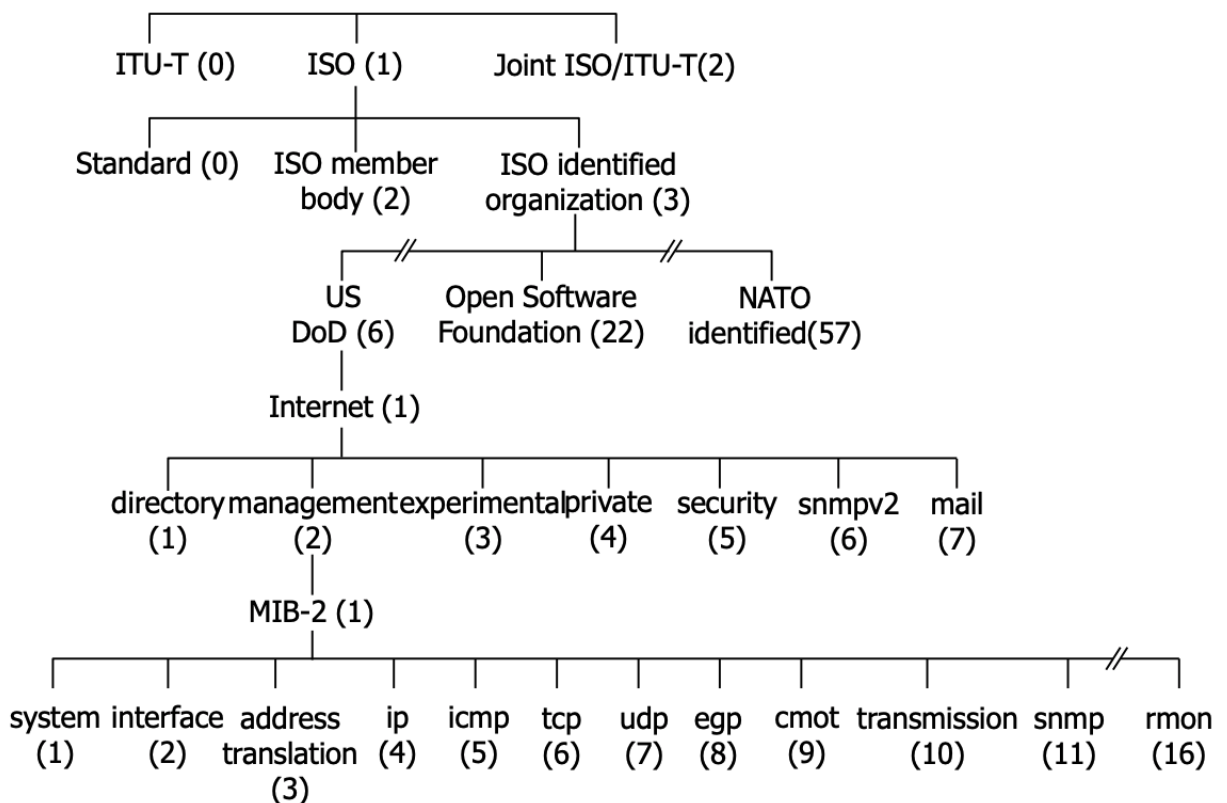 ITU-T (0) ISO (1) Joint ISO/ITU-T(2)
Standard (0) ISO member ISO identified
body (2) organization (3)
US Open Software NATO
DoD (6) Foundation (22) identified(57)
Internet (1)
directory management experimental private security snmpv2 mail
(1) (2) (3) (4) (5) (6) (7)
MIB-2 (1)
system interface address ip icmp tcp udp egp cmot transmission snmp rmon
(1) (2) translation (4) (5) (6) (7) (8) (9) (10) (11) (16)
(3)